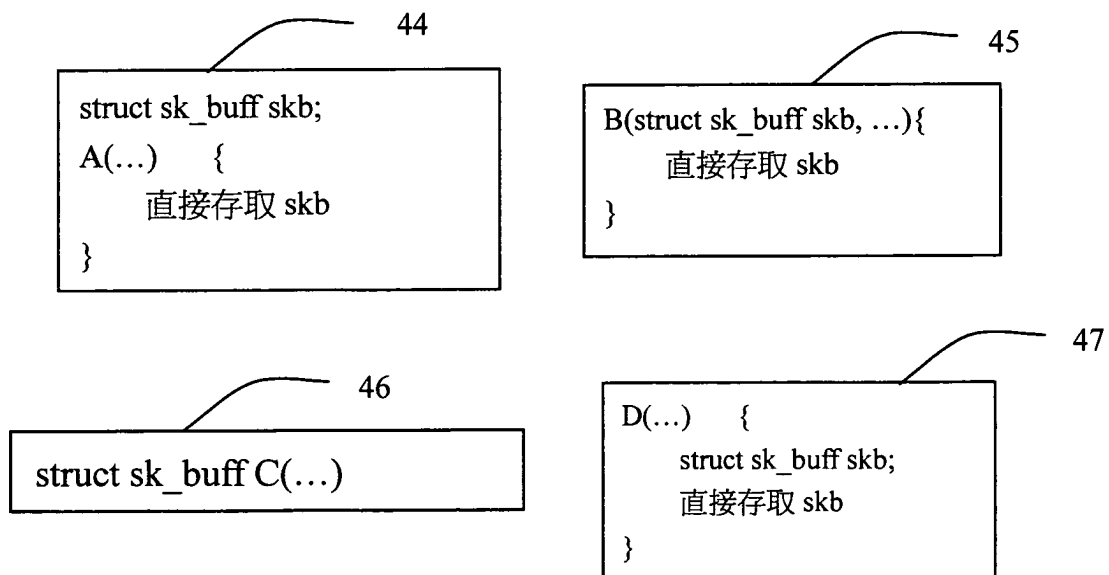 44
struct sk_buff skb;
A(…) {
直接存取 skb
}
45
B(struct sk_buff skb, …){
直接存取 skb
}
46
struct sk_buff C(…)
47
D(…) {
struct sk_buff skb;
直接存取 skb
}